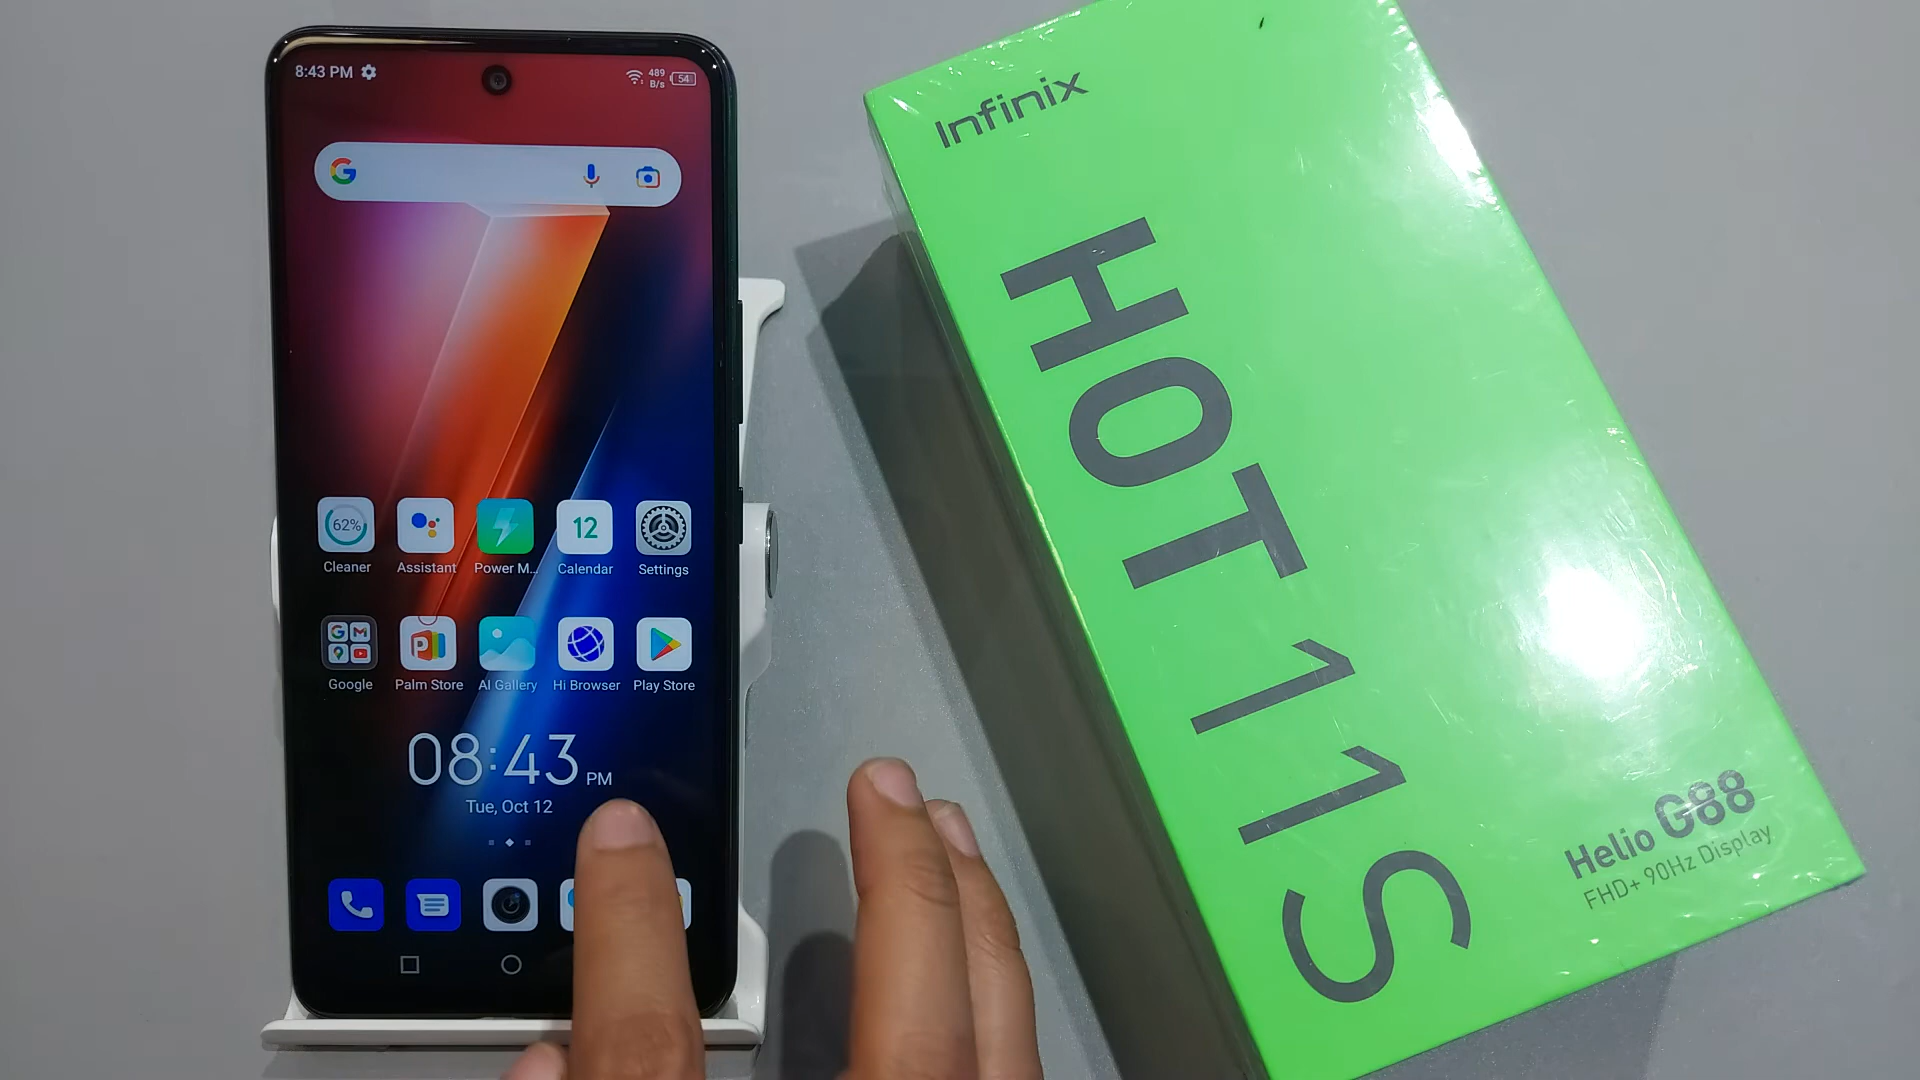 8:43 PM
489
B/s
54
62%
12
Cleaner
Assistant
Power M...
Calendar
Settings
Google
Palm Store
AI Gallery
Hi Browser
Play Store
08:43 PM
Tue, Oct 12
Infinix
HOT 11S
Helio G88
FHD+ 90Hz Display